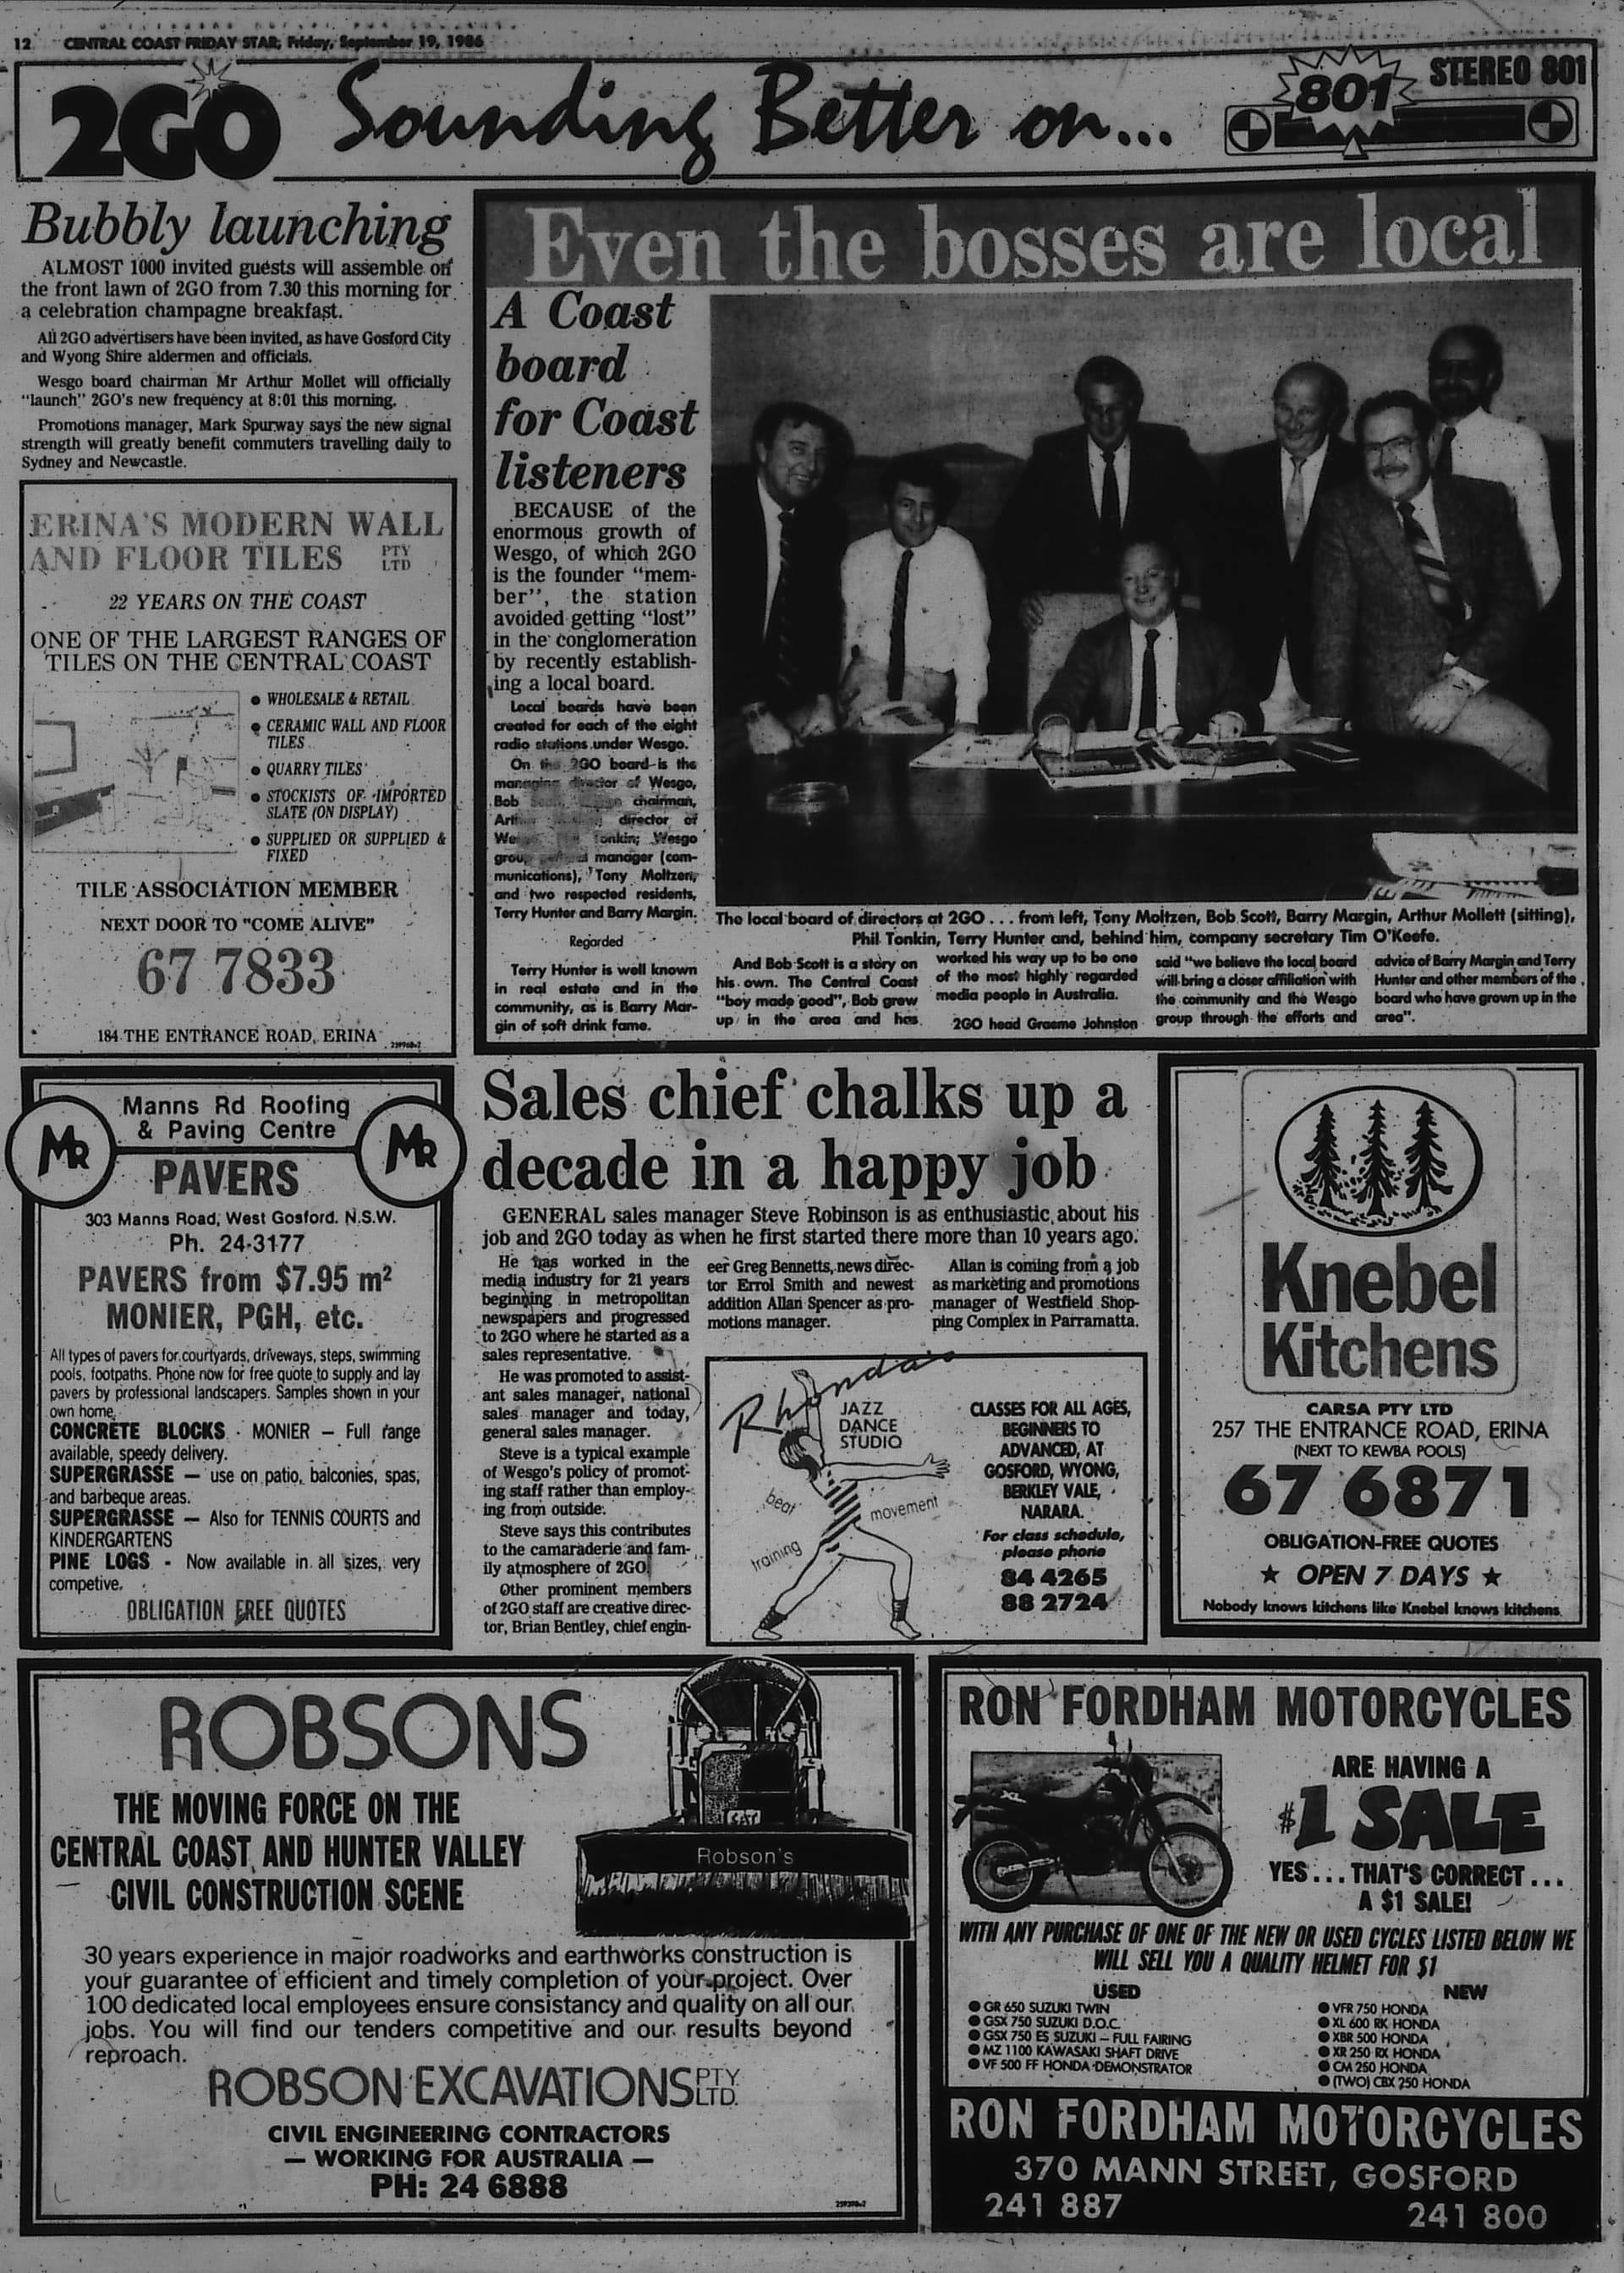 12 CENTRAL COAST FRIDAY STAR, Friday, September 19, 1986
2GO Sounding Better on...
801
STEREO 801
Bubbly launching
ALMOST 1000 invited guests will assemble on
the front lawn of 2GO from 7.30 this morning for
a celebration champagne breakfast.
All 2GO advertisers have been invited, as have Gosford City
and Wyong Shire aldermen and officials.
Wesgo board chairman Mr Arthur Mollet will officially
"launch" 2GO's new frequency at 8:01 this morning.
Promotions manager, Mark Spurway says the new signal
strength will greatly benefit commuters travelling daily to
Sydney and Newcastle.
ERINA'S MODERN WALL
AND FLOOR TILES PTY LTD
22 YEARS ON THE COAST
ONE OF THE LARGEST RANGES OF
TILES ON THE CENTRAL COAST
● WHOLESALE & RETAIL
● CERAMIC WALL AND FLOOR
TILES
● QUARRY TILES
● STOCKISTS OF IMPORTED
SLATE (ON DISPLAY)
● SUPPLIED OR SUPPLIED &
FIXED
TILE ASSOCIATION MEMBER
NEXT DOOR TO "COME ALIVE"
67 7833
184 THE ENTRANCE ROAD, ERINA
Even the bosses are local
A Coast
board
for Coast
listeners
BECAUSE of the
enormous growth of
Wesgo, of which 2GO
is the founder "mem-
ber", the station
avoided getting "lost"
in the conglomeration
by recently establish-
ing a local board.
Local boards have been
created for each of the eight
radio stations under Wesgo.
On the 2GO board is the
managing director of Wesgo,
Bob chairman,
director of
Tonkin; Wesgo
group manager (com-
munications), Tony Moltzen,
and two respected residents,
Terry Hunter and Barry Margin.
Regarded
Terry Hunter is well known
in real estate and in the
community, as is Barry Mar-
gin of soft drink fame.
The local board of directors at 2GO . . . from left, Tony Moltzen, Bob Scott, Barry Margin, Arthur Mollett (sitting),
Phil Tonkin, Terry Hunter and, behind him, company secretary Tim O'Keefe.
And Bob Scott is a story on
his own. The Central Coast
"boy made good", Bob grew
up in the area and has
worked his way up to be one
of the most highly regarded
media people in Australia.
2GO head Graeme Johnston
said "we believe the local board
will bring a closer affiliation with
the community and the Wesgo
group through the efforts and
advice of Barry Margin and Terry
Hunter and other members of the
board who have grown up in the
area".
MR
Manns Rd Roofing
& Paving Centre
MR
PAVERS
303 Manns Road, West Gosford. N.S.W.
Ph. 24-3177
PAVERS from $7.95 m²
MONIER, PGH, etc.
All types of pavers for courtyards, driveways, steps, swimming
pools, footpaths. Phone now for free quote to supply and lay
pavers by professional landscapers. Samples shown in your
own home.
CONCRETE BLOCKS - MONIER — Full range
available, speedy delivery.
SUPERGRASSE — use on patio, balconies, spas,
and barbeque areas.
SUPERGRASSE — Also for TENNIS COURTS and
KINDERGARTENS
PINE LOGS - Now available in all sizes, very
competive.
OBLIGATION FREE QUOTES
Sales chief chalks up a
decade in a happy job
GENERAL sales manager Steve Robinson is as enthusiastic about his
job and 2GO today as when he first started there more than 10 years ago.
He has worked in the
media industry for 21 years
beginning in metropolitan
newspapers and progressed
to 2GO where he started as a
sales representative.
He was promoted to assist-
ant sales manager, national
sales manager and today,
general sales manager.
Steve is a typical example
of Wesgo's policy of promot-
ing staff rather than employ-
ing from outside.
Steve says this contributes
to the camaraderie and fam-
ily atmosphere of 2GO.
Other prominent members
of 2GO staff are creative direc-
tor, Brian Bentley, chief engin-
eer Greg Bennetts, news direc-
tor Errol Smith and newest
addition Allan Spencer as pro-
motions manager.
Allan is coming from a job
as marketing and promotions
manager of Westfield Shop-
ping Complex in Parramatta.
Rhonda's
JAZZ
DANCE
STUDIO
beat
movement
training
CLASSES FOR ALL AGES,
BEGINNERS TO
ADVANCED, AT
GOSFORD, WYONG,
BERKLEY VALE,
NARARA.
For class schedule,
please phone
84 4265
88 2724
Knebel
Kitchens
CARSA PTY LTD
257 THE ENTRANCE ROAD, ERINA
(NEXT TO KEWBA POOLS)
67 6871
OBLIGATION-FREE QUOTES
★ OPEN 7 DAYS ★
Nobody knows kitchens like Knebel knows kitchens
ROBSONS
THE MOVING FORCE ON THE
CENTRAL COAST AND HUNTER VALLEY
CIVIL CONSTRUCTION SCENE
Robson's
30 years experience in major roadworks and earthworks construction is
your guarantee of efficient and timely completion of your project. Over
100 dedicated local employees ensure consistancy and quality on all our
jobs. You will find our tenders competitive and our results beyond
reproach.
ROBSON EXCAVATIONS PTY. LTD.
CIVIL ENGINEERING CONTRACTORS
— WORKING FOR AUSTRALIA —
PH: 24 6888
RON FORDHAM MOTORCYCLES
XL
ARE HAVING A
$1 SALE
YES ... THAT'S CORRECT ...
A $1 SALE!
WITH ANY PURCHASE OF ONE OF THE NEW OR USED CYCLES LISTED BELOW WE
WILL SELL YOU A QUALITY HELMET FOR $1
USED
● GR 650 SUZUKI TWIN
● GSX 750 SUZUKI D.O.C.
● GSX 750 ES SUZUKI — FULL FAIRING
● MZ 1100 KAWASAKI SHAFT DRIVE
● VF 500 FF HONDA DEMONSTRATOR
NEW
● VFR 750 HONDA
● XL 600 RK HONDA
● XBR 500 HONDA
● XR 250 RX HONDA
● CM 250 HONDA
● (TWO) CBX 250 HONDA
RON FORDHAM MOTORCYCLES
370 MANN STREET, GOSFORD
241 887
241 800